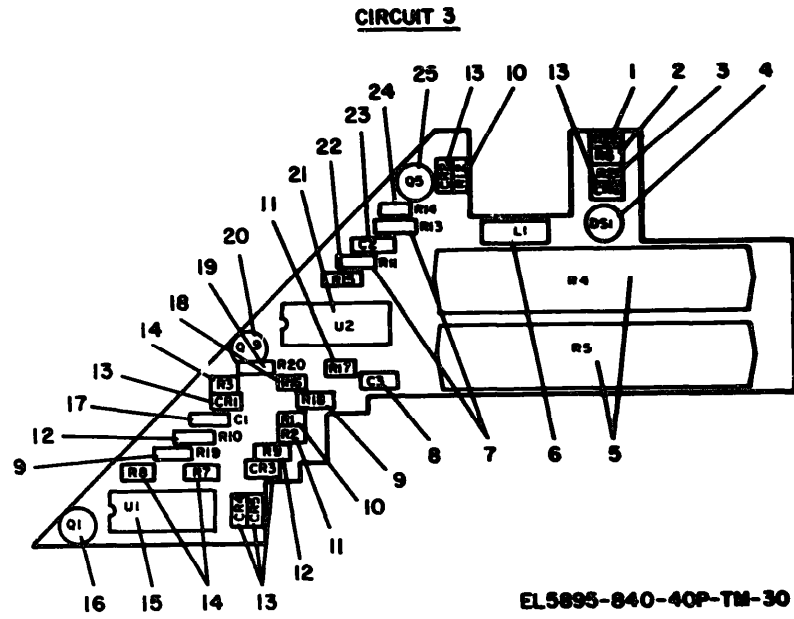 CIRCUIT 3
25 13 10 13 1 2 3 4
24
23
22
21
11
20
19
18
14
13
17
12
9
Q5
R14
R13
C2
R11
DS1
L1
R4
R5
U2
R20
R17
C3
R3
CR1
R16
R18
C1
R1
R10
R2
R19
R9
R8
R7
CR3
U1
CR4
CR5
Q1
8 7 6 5
9
10
11
12
16 15 14 13
EL5895-840-40P-TM-30